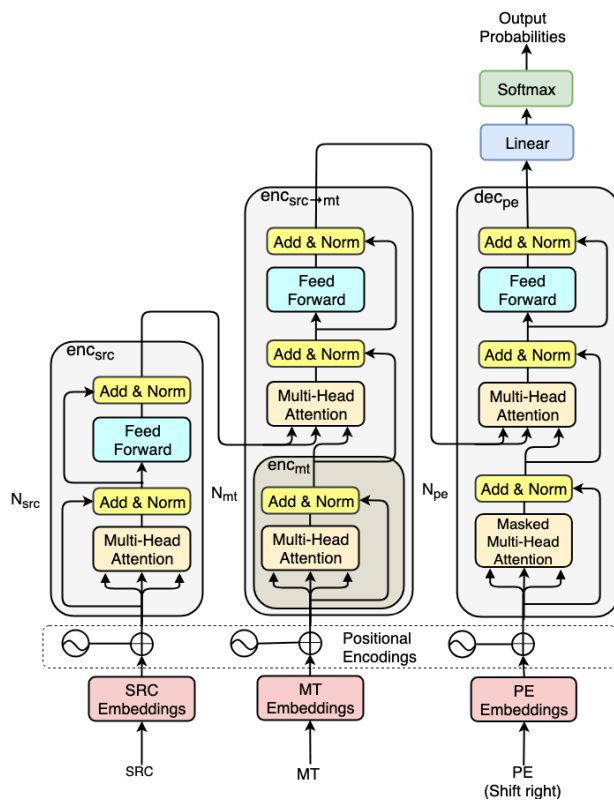 Output
Probabilities
Softmax
Linear
enc_src→mt
dec_pe
Add & Norm
Add & Norm
Feed
Forward
Feed
Forward
enc_src
Add & Norm
Add & Norm
Add & Norm
Multi-Head
Attention
Multi-Head
Attention
Feed
Forward
enc_mt
N_src
N_mt
N_pe
Add & Norm
Add & Norm
Add & Norm
Multi-Head
Attention
Multi-Head
Attention
Masked
Multi-Head
Attention
Positional
Encodings
SRC
Embeddings
MT
Embeddings
PE
Embeddings
SRC
MT
PE
(Shift right)